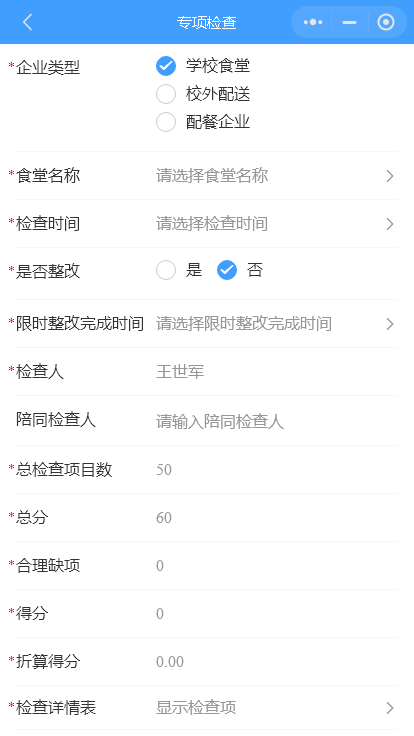 专项检查
*企业类型
学校食堂
校外配送
配餐企业
*食堂名称 请选择食堂名称
*检查时间 请选择检查时间
*是否整改 是 否
*限时整改完成时间 请选择限时整改完成时间
*检查人 王世军
陪同检查人 请输入陪同检查人
*总检查项目数 50
*总分 60
*合理缺项 0
*得分 0
*折算得分 0.00
*检查详情表 显示检查项